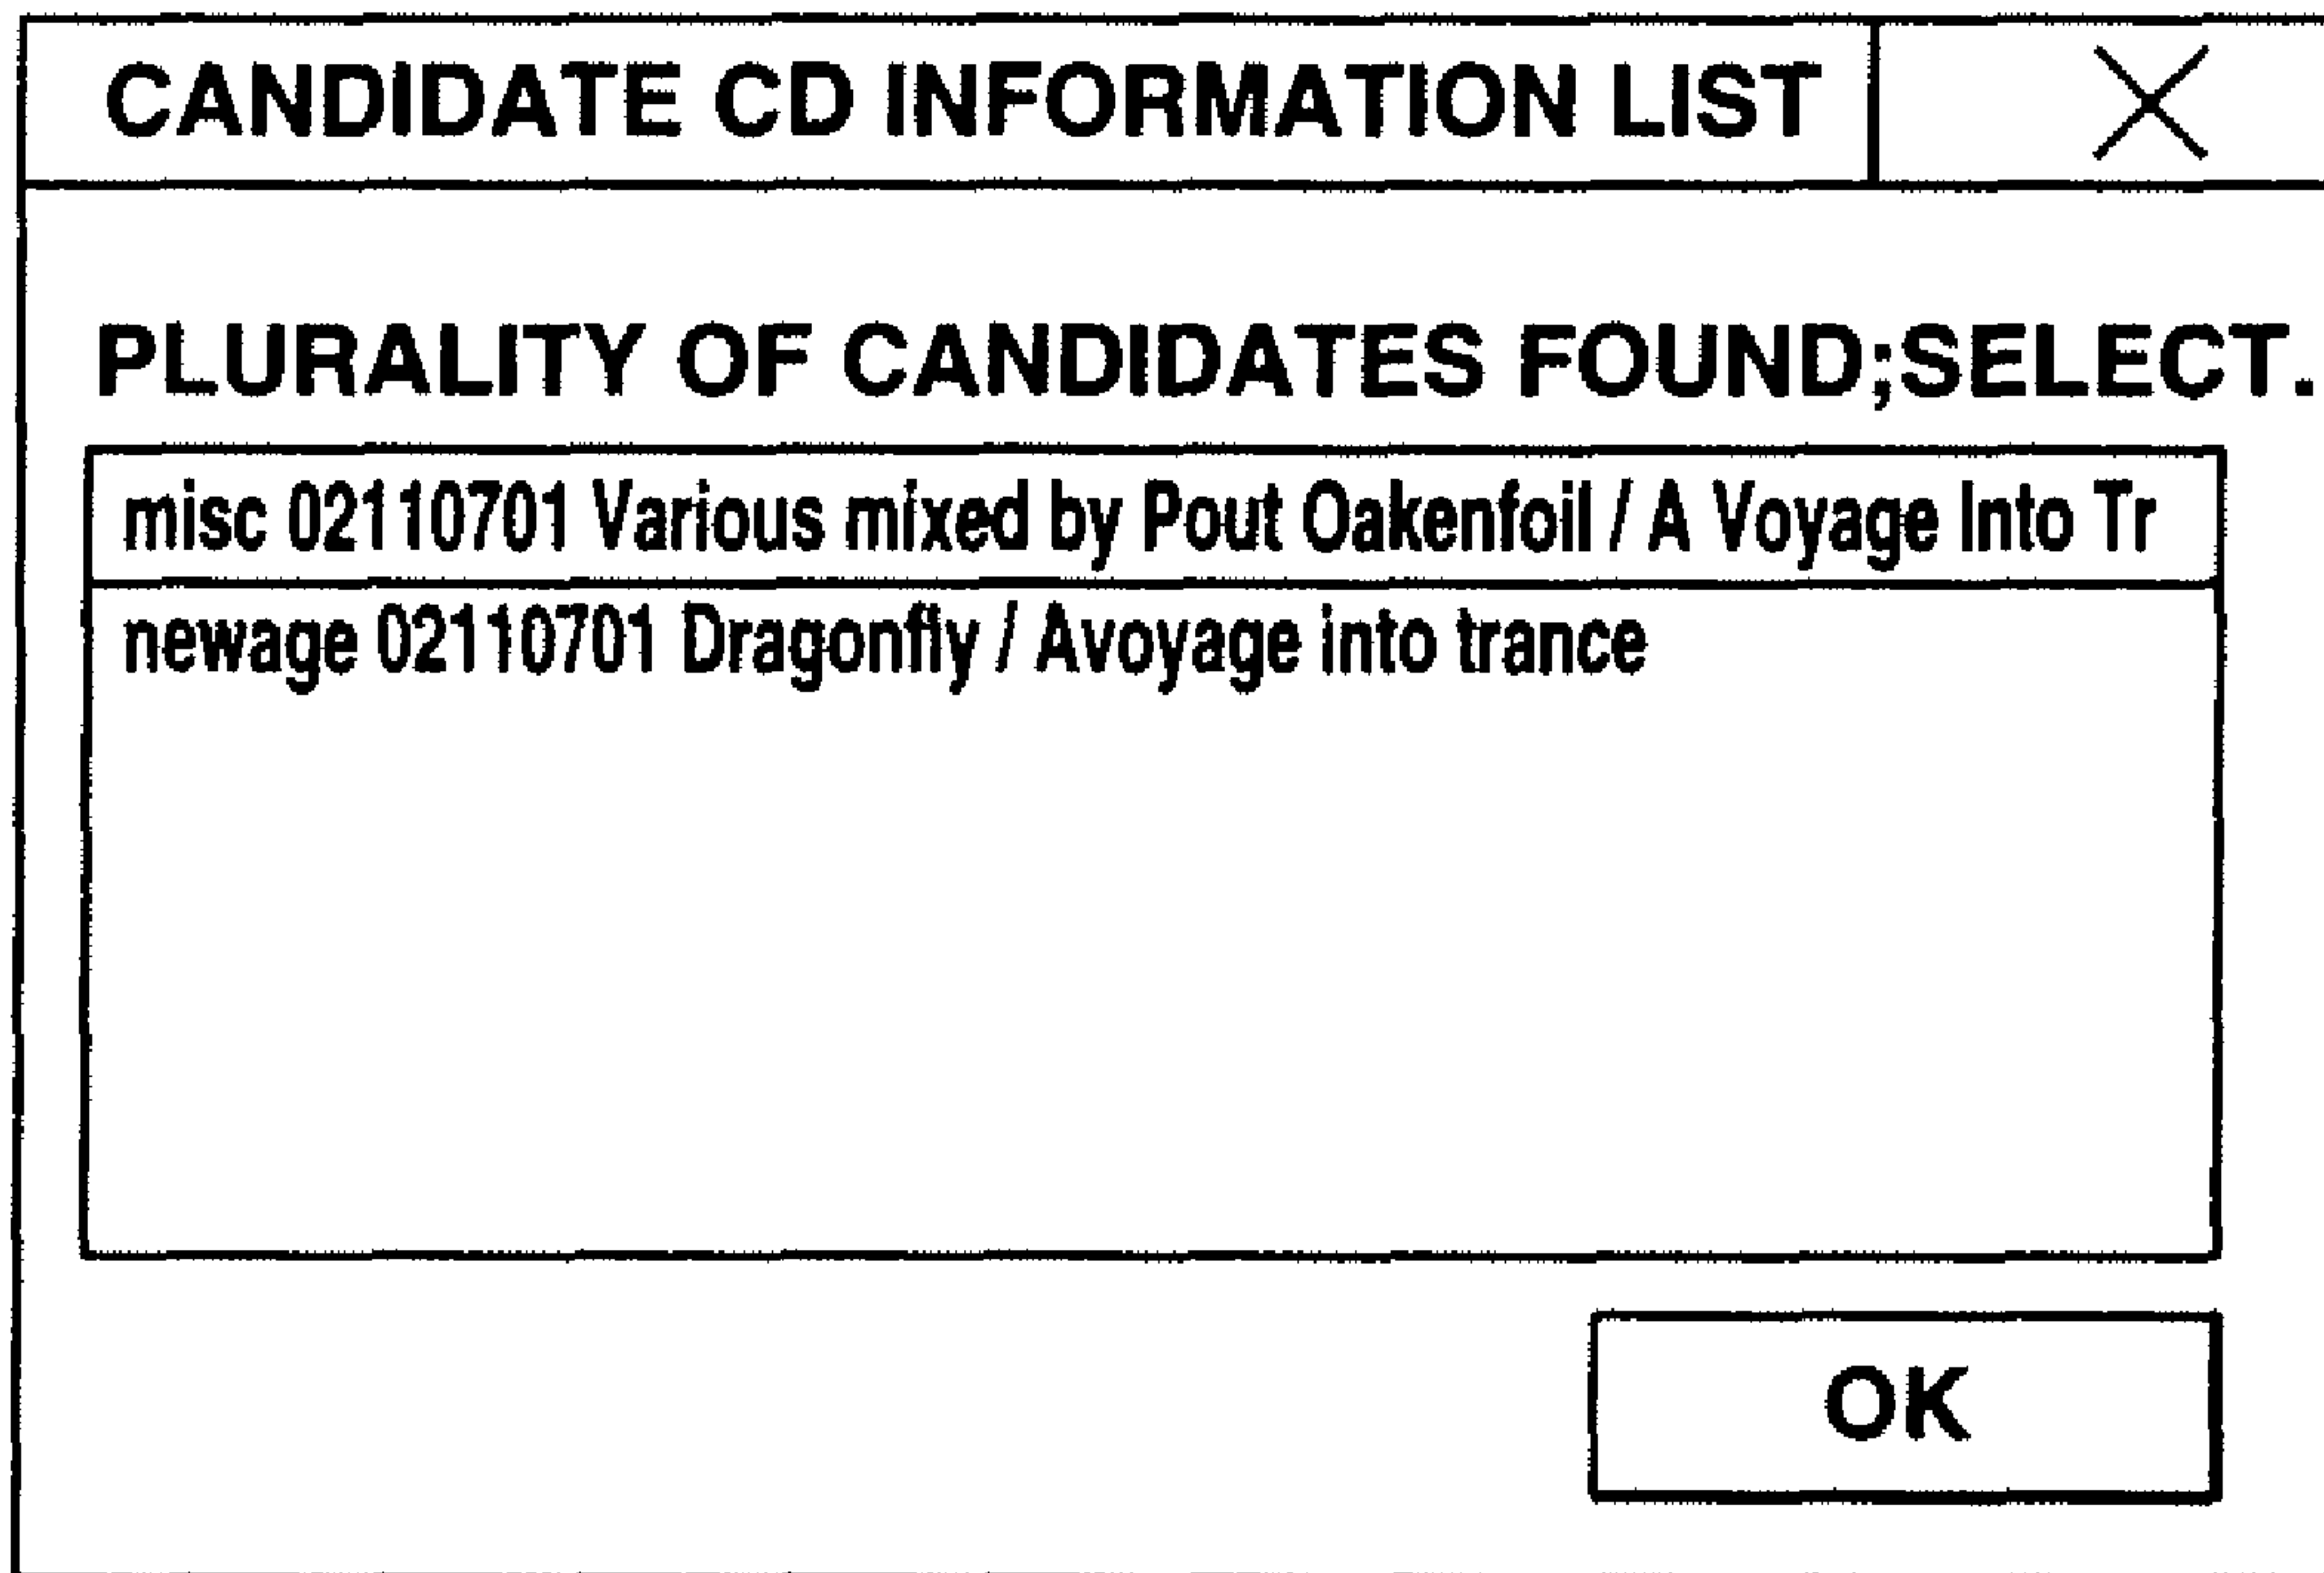 CANDIDATE CD INFORMATION LIST
PLURALITY OF CANDIDATES FOUND;SELECT.
misc 02110701 Various mixed by Pout Oakenfoil / A Voyage Into Tr
newage 02110701 Dragonfly / Avoyage into trance
OK